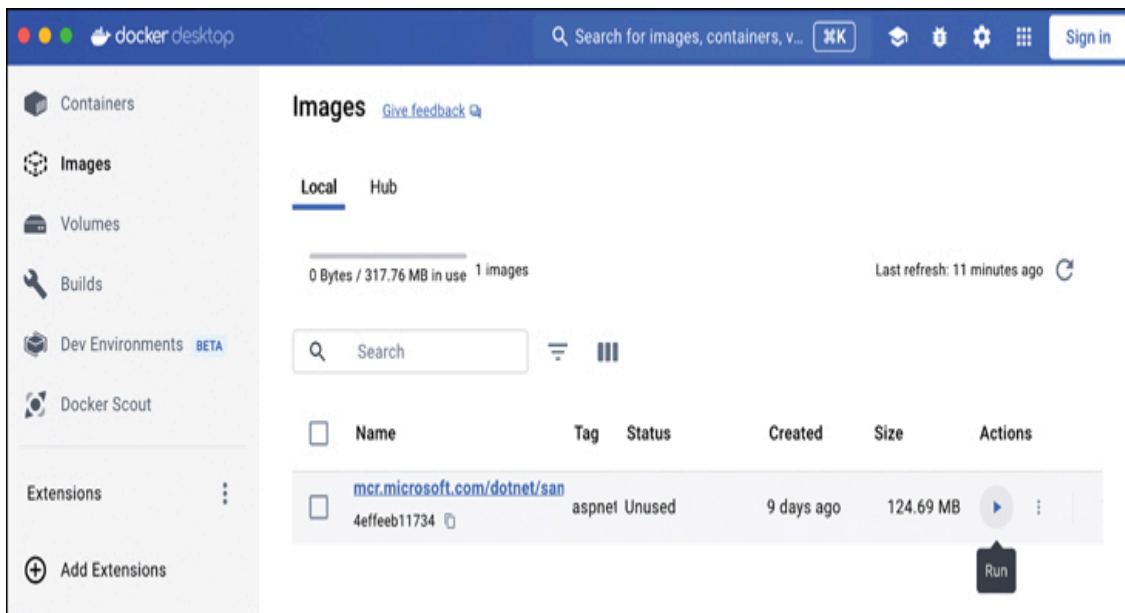 docker desktop
Search for images, containers, v... ⌘K
Sign in
Containers
Images
Volumes
Builds
Dev Environments BETA
Docker Scout
Extensions
Add Extensions
Images Give feedback
Local Hub
0 Bytes / 317.76 MB in use 1 images
Last refresh: 11 minutes ago
Search
Name Tag Status Created Size Actions
mcr.microsoft.com/dotnet/san
aspnet Unused 9 days ago 124.69 MB
4effeeb11734
Run